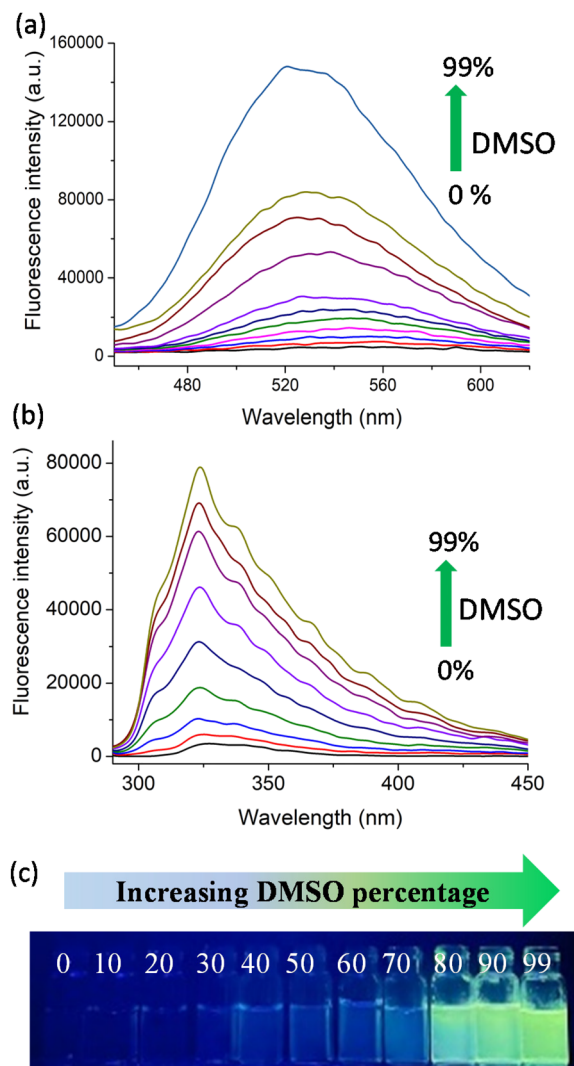 (a)
160000
120000
80000
40000
0
Fluorescence intensity (a.u.)
480 520 560 600
Wavelength (nm)
99%
DMSO
0 %
(b)
80000
60000
40000
20000
0
Fluorescence intensity (a.u.)
300 350 400 450
Wavelength (nm)
99%
DMSO
0%
(c)
Increasing DMSO percentage
0 10 20 30 40 50 60 70 80 90 99